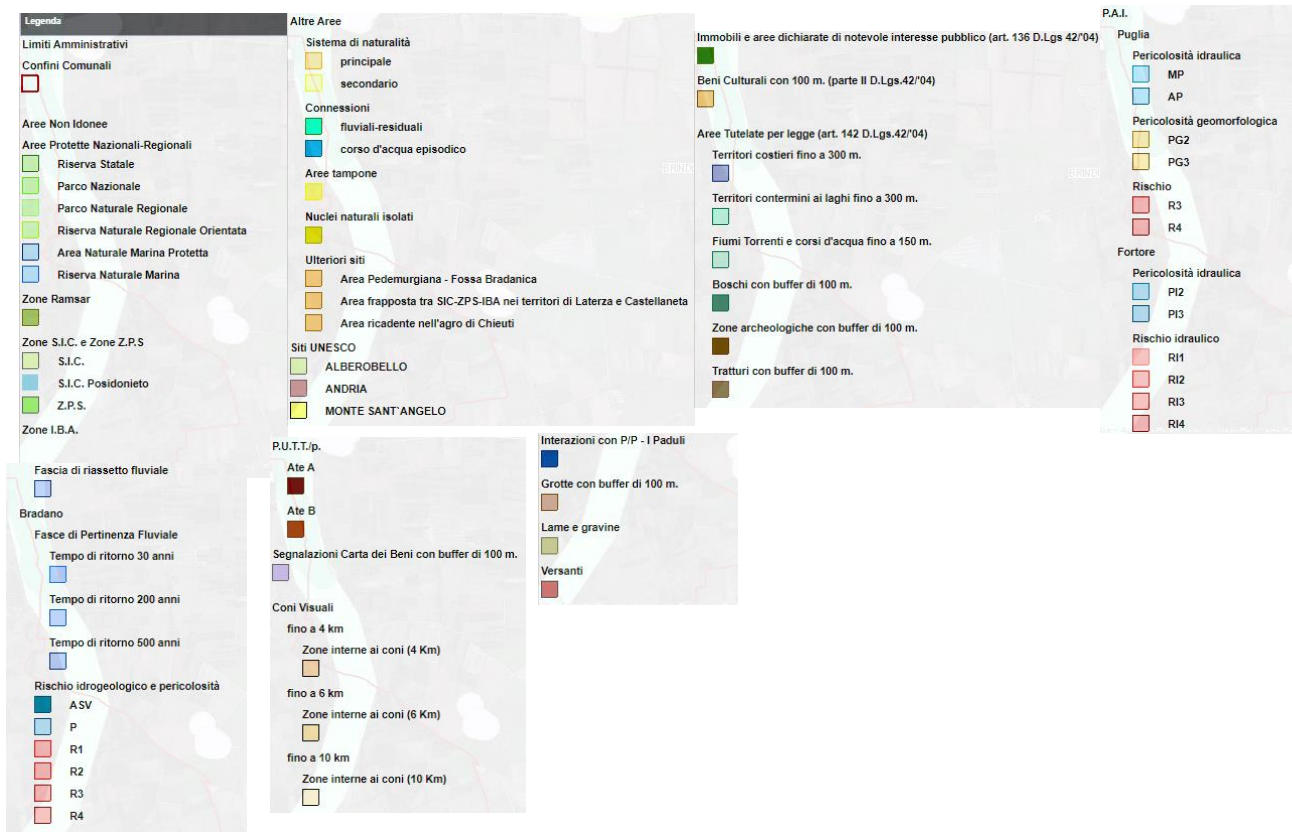 Legenda
Limiti Amministrativi
Confini Comunali
Aree Non Idonee
Aree Protette Nazionali-Regionali
Riserva Statale
Parco Nazionale
Parco Naturale Regionale
Riserva Naturale Regionale Orientata
Area Naturale Marina Protetta
Riserva Naturale Marina
Zone Ramsar
Zone S.I.C. e Zone Z.P.S
S.I.C.
S.I.C. Posidonieto
Z.P.S.
Zone I.B.A.
Altre Aree
Sistema di naturalità
principale
secondario
Connessioni
fluviali-residuali
corso d'acqua episodico
Aree tampone
Nuclei naturali isolati
Ulteriori siti
Area Pedemurgiana - Fossa Bradanica
Area frapposta tra SIC-ZPS-IBA nei territori di Laterza e Castellaneta
Area ricadente nell'agro di Chieuti
Siti UNESCO
ALBEROBELLO
ANDRIA
MONTE SANT`ANGELO
Immobili e aree dichiarate di notevole interesse pubblico (art. 136 D.Lgs 42/'04)
Beni Culturali con 100 m. (parte II D.Lgs.42/'04)
Aree Tutelate per legge (art. 142 D.Lgs.42/'04)
Territori costieri fino a 300 m.
Territori contermini ai laghi fino a 300 m.
Fiumi Torrenti e corsi d'acqua fino a 150 m.
Boschi con buffer di 100 m.
Zone archeologiche con buffer di 100 m.
Tratturi con buffer di 100 m.
P.A.I.
Puglia
Pericolosità idraulica
MP
AP
Pericolosità geomorfologica
PG2
PG3
Rischio
R3
R4
Fortore
Pericolosità idraulica
PI2
PI3
Rischio idraulico
RI1
RI2
RI3
RI4
Fascia di riassetto fluviale
Bradano
Fasce di Pertinenza Fluviale
Tempo di ritorno 30 anni
Tempo di ritorno 200 anni
Tempo di ritorno 500 anni
Rischio idrogeologico e pericolosità
ASV
P
R1
R2
R3
R4
P.U.T.T./p.
Ate A
Ate B
Segnalazioni Carta dei Beni con buffer di 100 m.
Coni Visuali
fino a 4 km
Zone interne ai coni (4 Km)
fino a 6 km
Zone interne ai coni (6 Km)
fino a 10 km
Zone interne ai coni (10 Km)
Interazioni con P/P - I Paduli
Grotte con buffer di 100 m.
Lame e gravine
Versanti